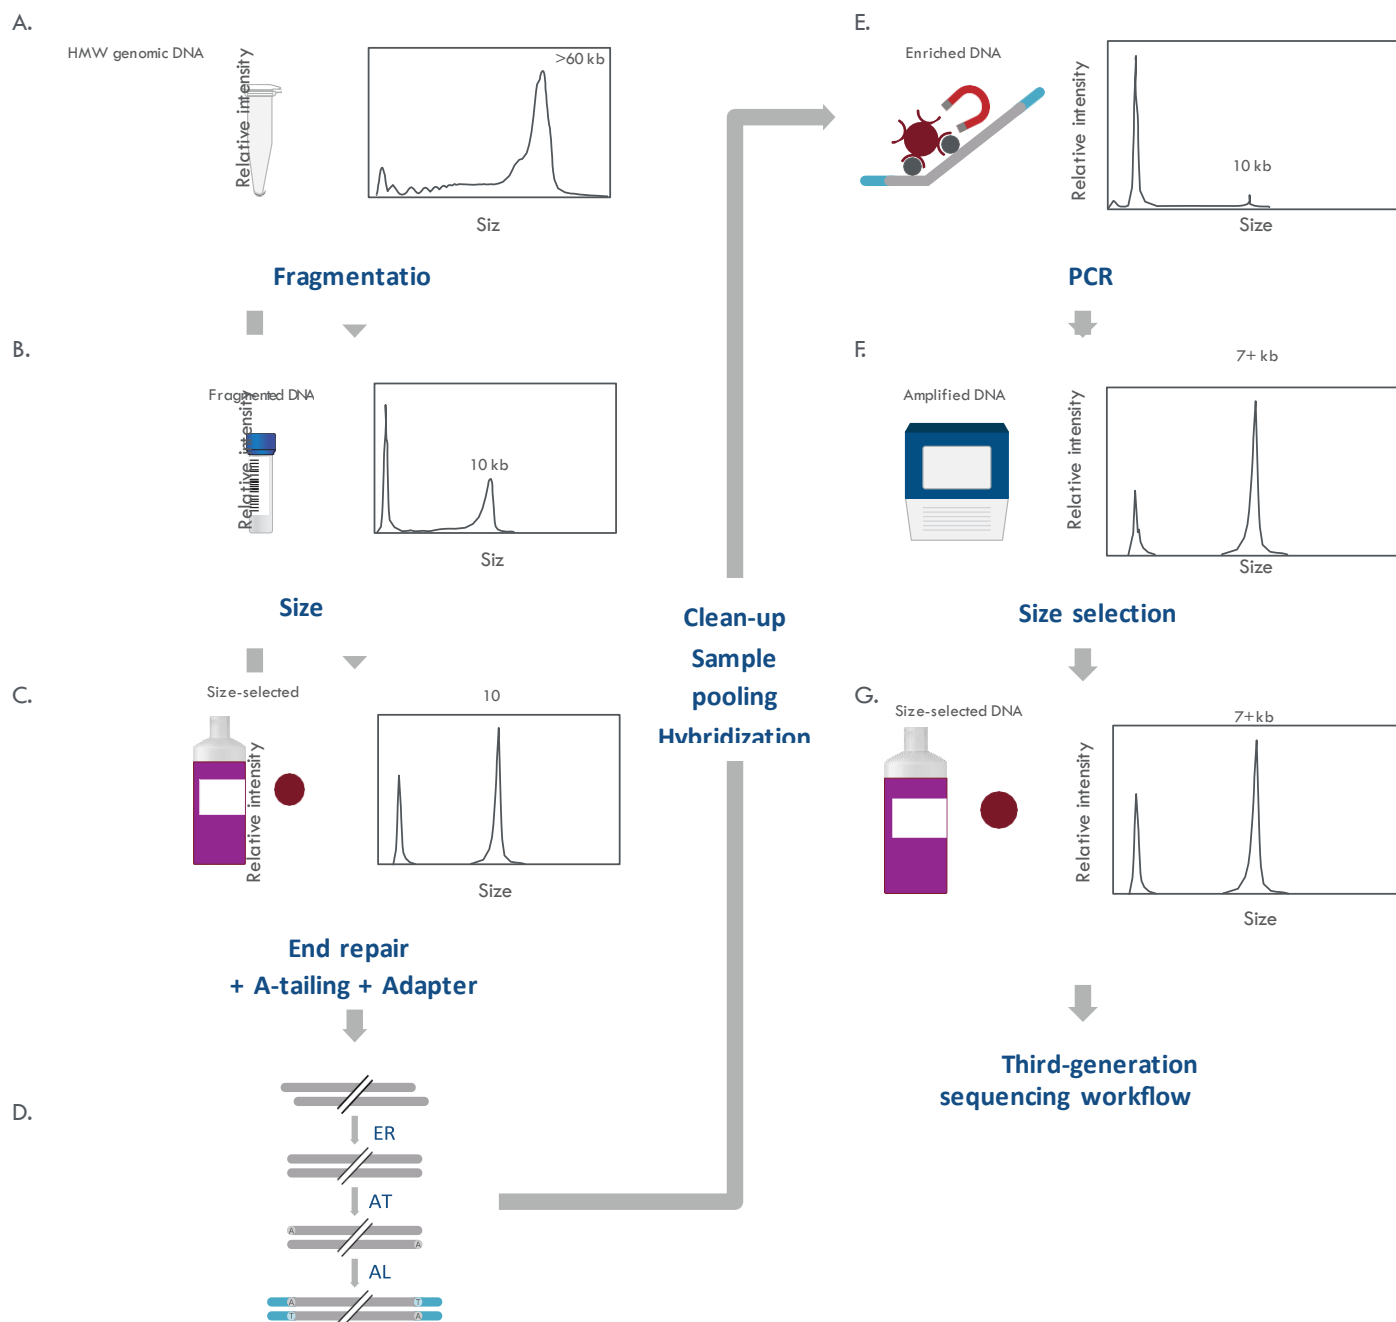 A.
HMW genomic DNA
Relative intensity
>60 kb
Siz
Fragmentatio
B.
Fragmented DNA
Relative intensity
10 kb
Siz
Size
C.
Size-selected
Relative intensity
10
Size
End repair
+ A-tailing + Adapter
D.
ER
AT
A
A
AL
A T
T A
Clean-up
Sample
pooling
Hybridization
E.
Enriched DNA
Relative intensity
10 kb
Size
PCR
F.
7+ kb
Amplified DNA
Relative intensity
Size
Size selection
G.
Size-selected DNA
7+kb
Relative intensity
Size
Third-generation
sequencing workflow